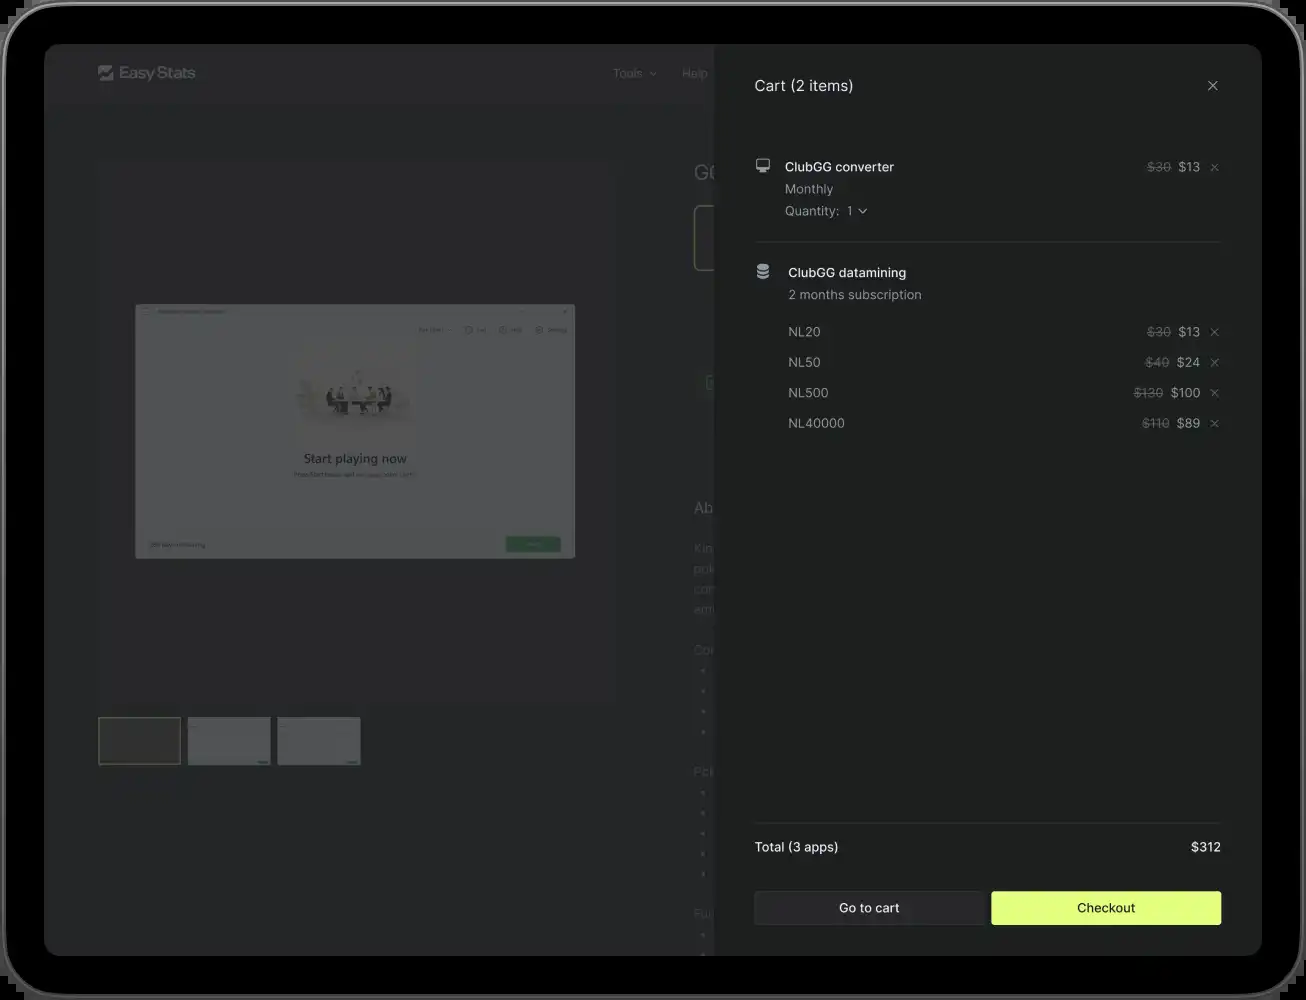 Easy Stats
Tools
Help
Cart (2 items)
ClubGG converter
$30 $13
Monthly
Quantity: 1
ClubGG datamining
2 months subscription
NL20
$30 $13
NL50
$40 $24
NL500
$130 $100
NL40000
$110 $89
Start playing now
Total (3 apps)
$312
Go to cart
Checkout